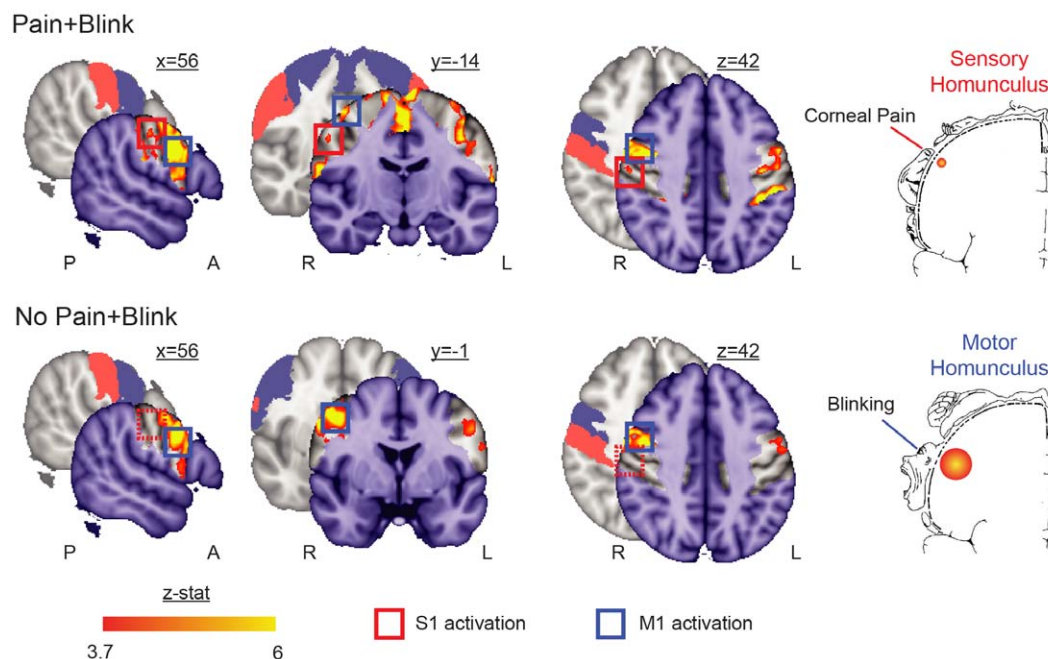 Pain+Blink
x=56
y=-14
z=42
Sensory
Homunculus
Corneal Pain
P
A
R
L
R
L
No Pain+Blink
x=56
y=-1
z=42
Motor
Homunculus
Blinking
P
A
R
L
R
L
z-stat
3.7
6
S1 activation
M1 activation